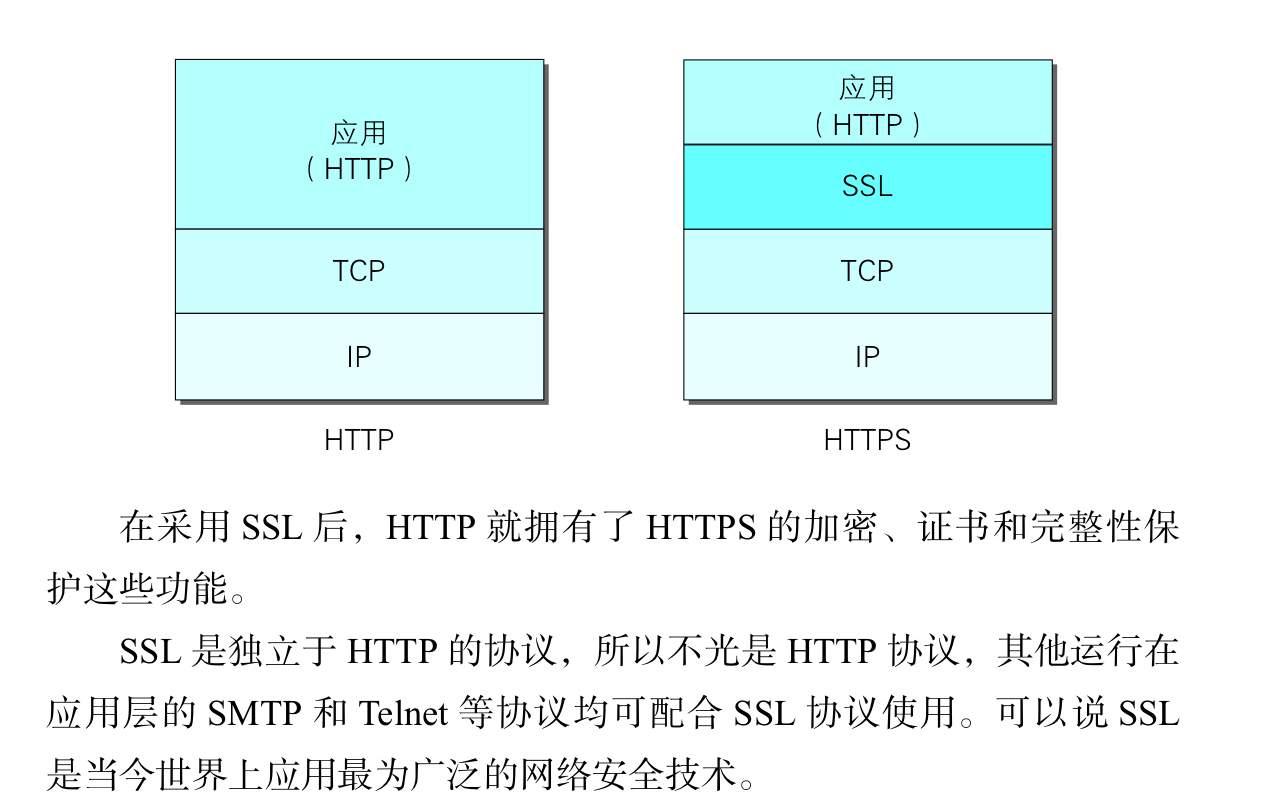 应用
（HTTP）
TCP
IP
HTTP
应用
（HTTP）
SSL
TCP
IP
HTTPS
在采用 SSL 后，HTTP 就拥有了 HTTPS 的加密、证书和完整性保
护这些功能。
SSL 是独立于 HTTP 的协议，所以不光是 HTTP 协议，其他运行在
应用层的 SMTP 和 Telnet 等协议均可配合 SSL 协议使用。可以说 SSL
是当今世界上应用最为广泛的网络安全技术。